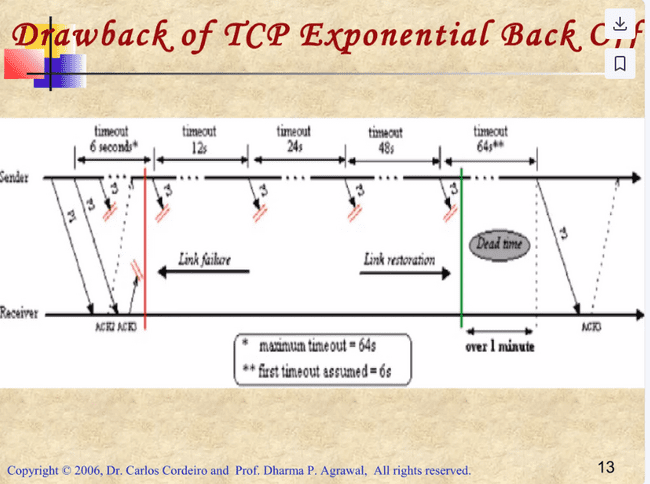 Drawback of TCP Exponential Back Off
timeout timeout timeout timeout timeout
6 seconds* 12s 24s 48s 64s**
Sender
Dead time
Link failure Link restoration
Receiver
ACK2 ACK3 ACK3
over 1 minute
* maximum timeout = 64s
** first timeout assumed = 6s
Copyright © 2006, Dr. Carlos Cordeiro and Prof. Dharma P. Agrawal, All rights reserved.
13